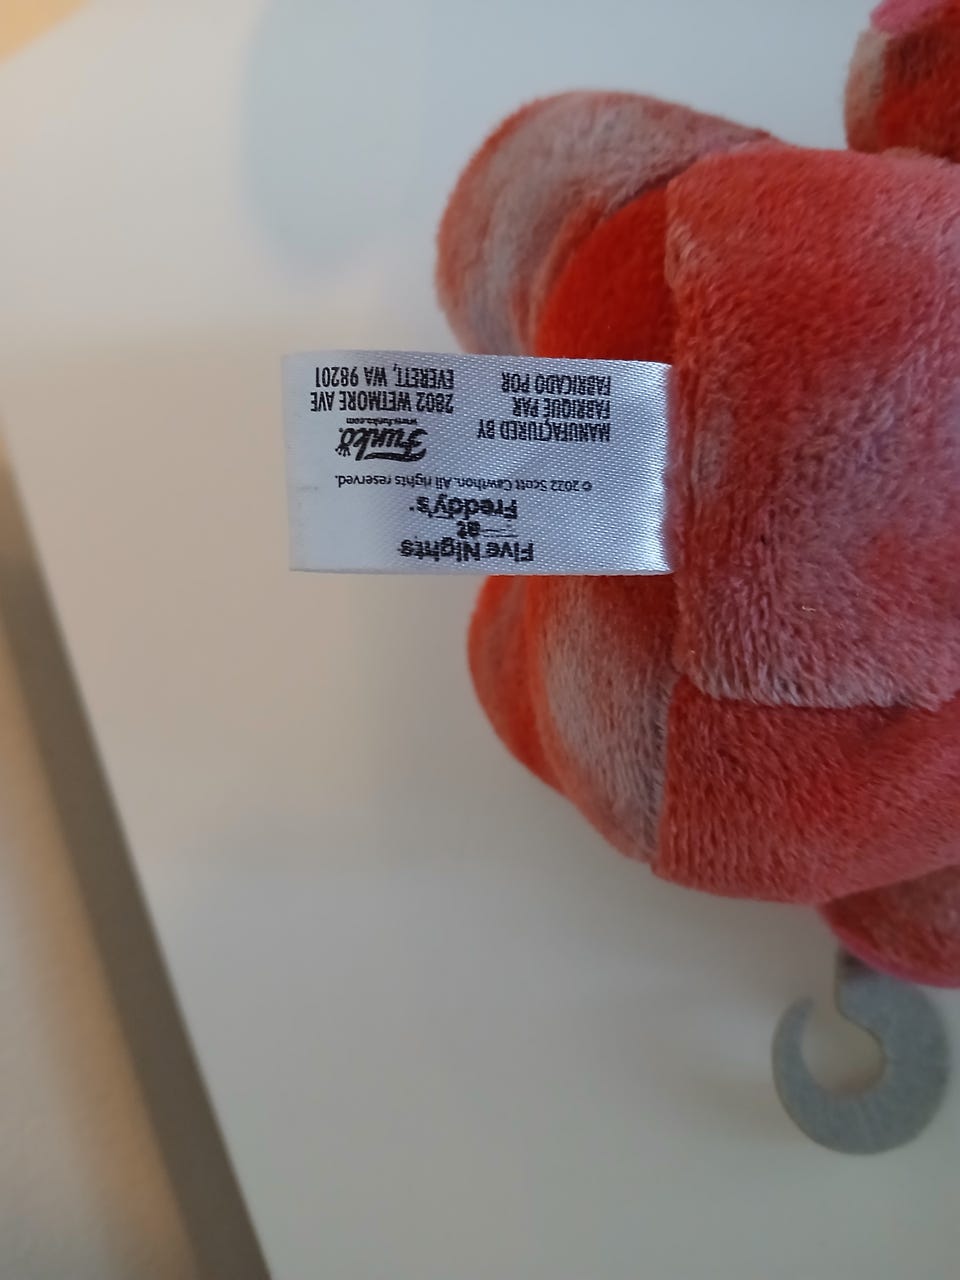 Five Nights
at
Freddy's™
© 2022 Scott Cawthon. All rights reserved.
MANUFACTURED BY
FABRIQUÉ PAR
FABRICADO POR
Funko
www.funko.com
2802 WETMORE AVE
EVERETT, WA 98201